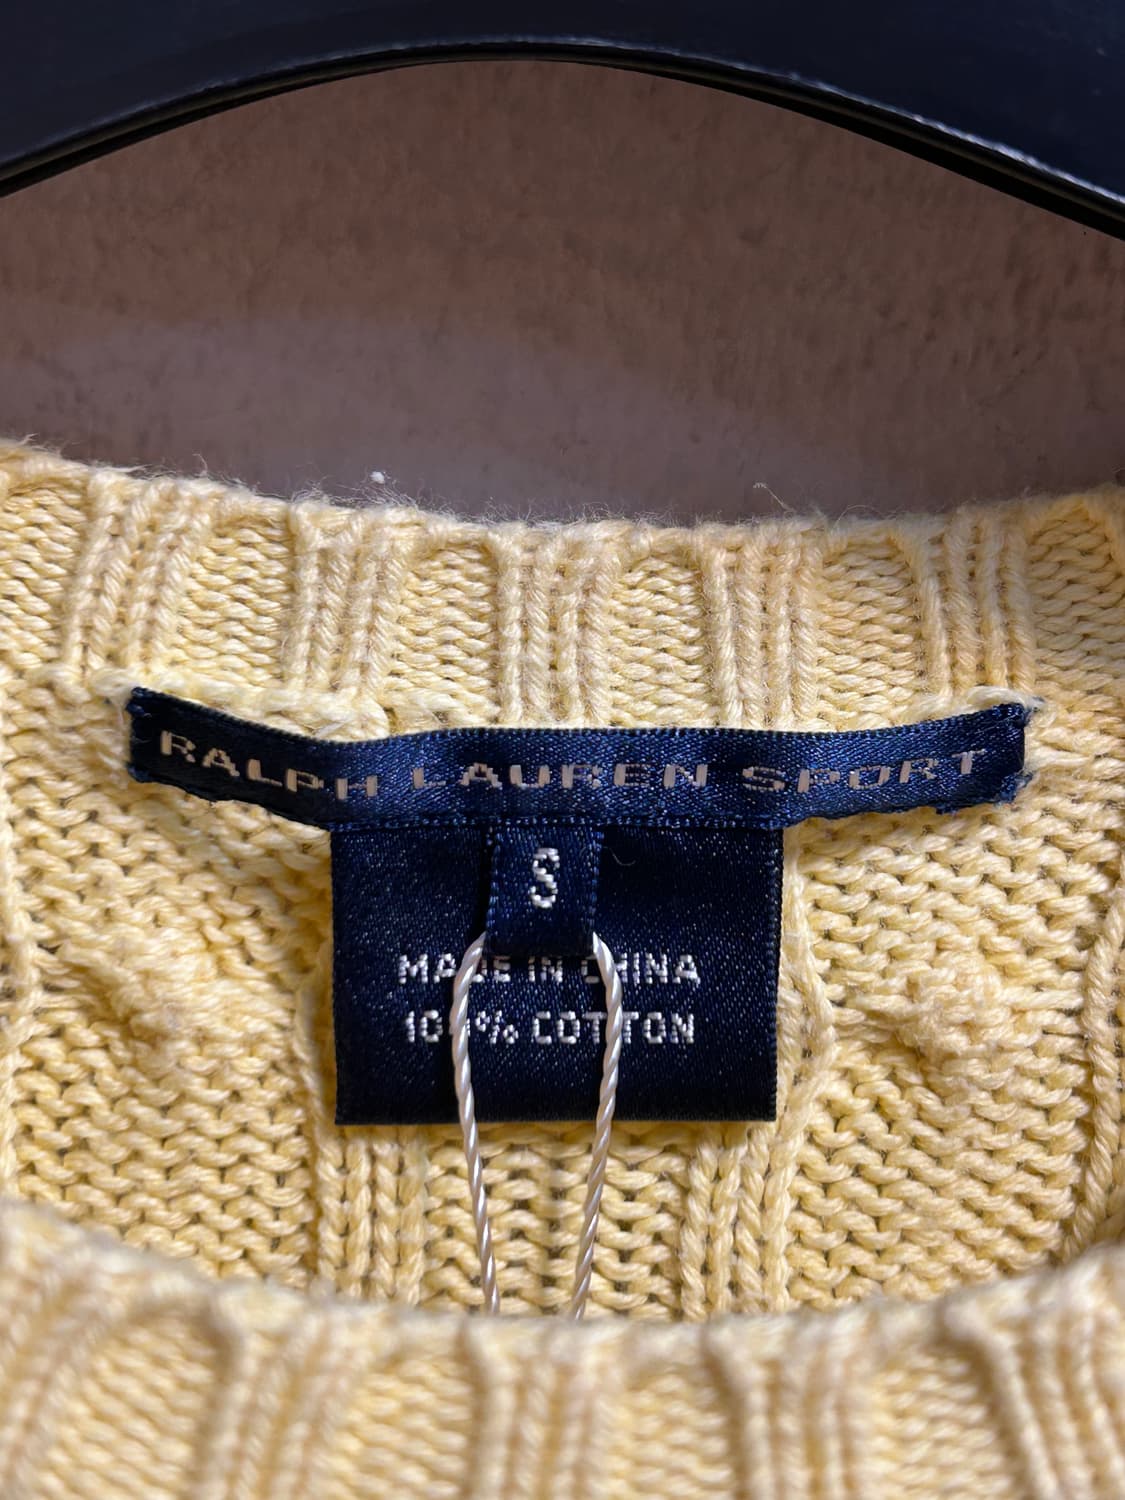 RALPH LAUREN SPORT
S
MADE IN CHINA
100% COTTON